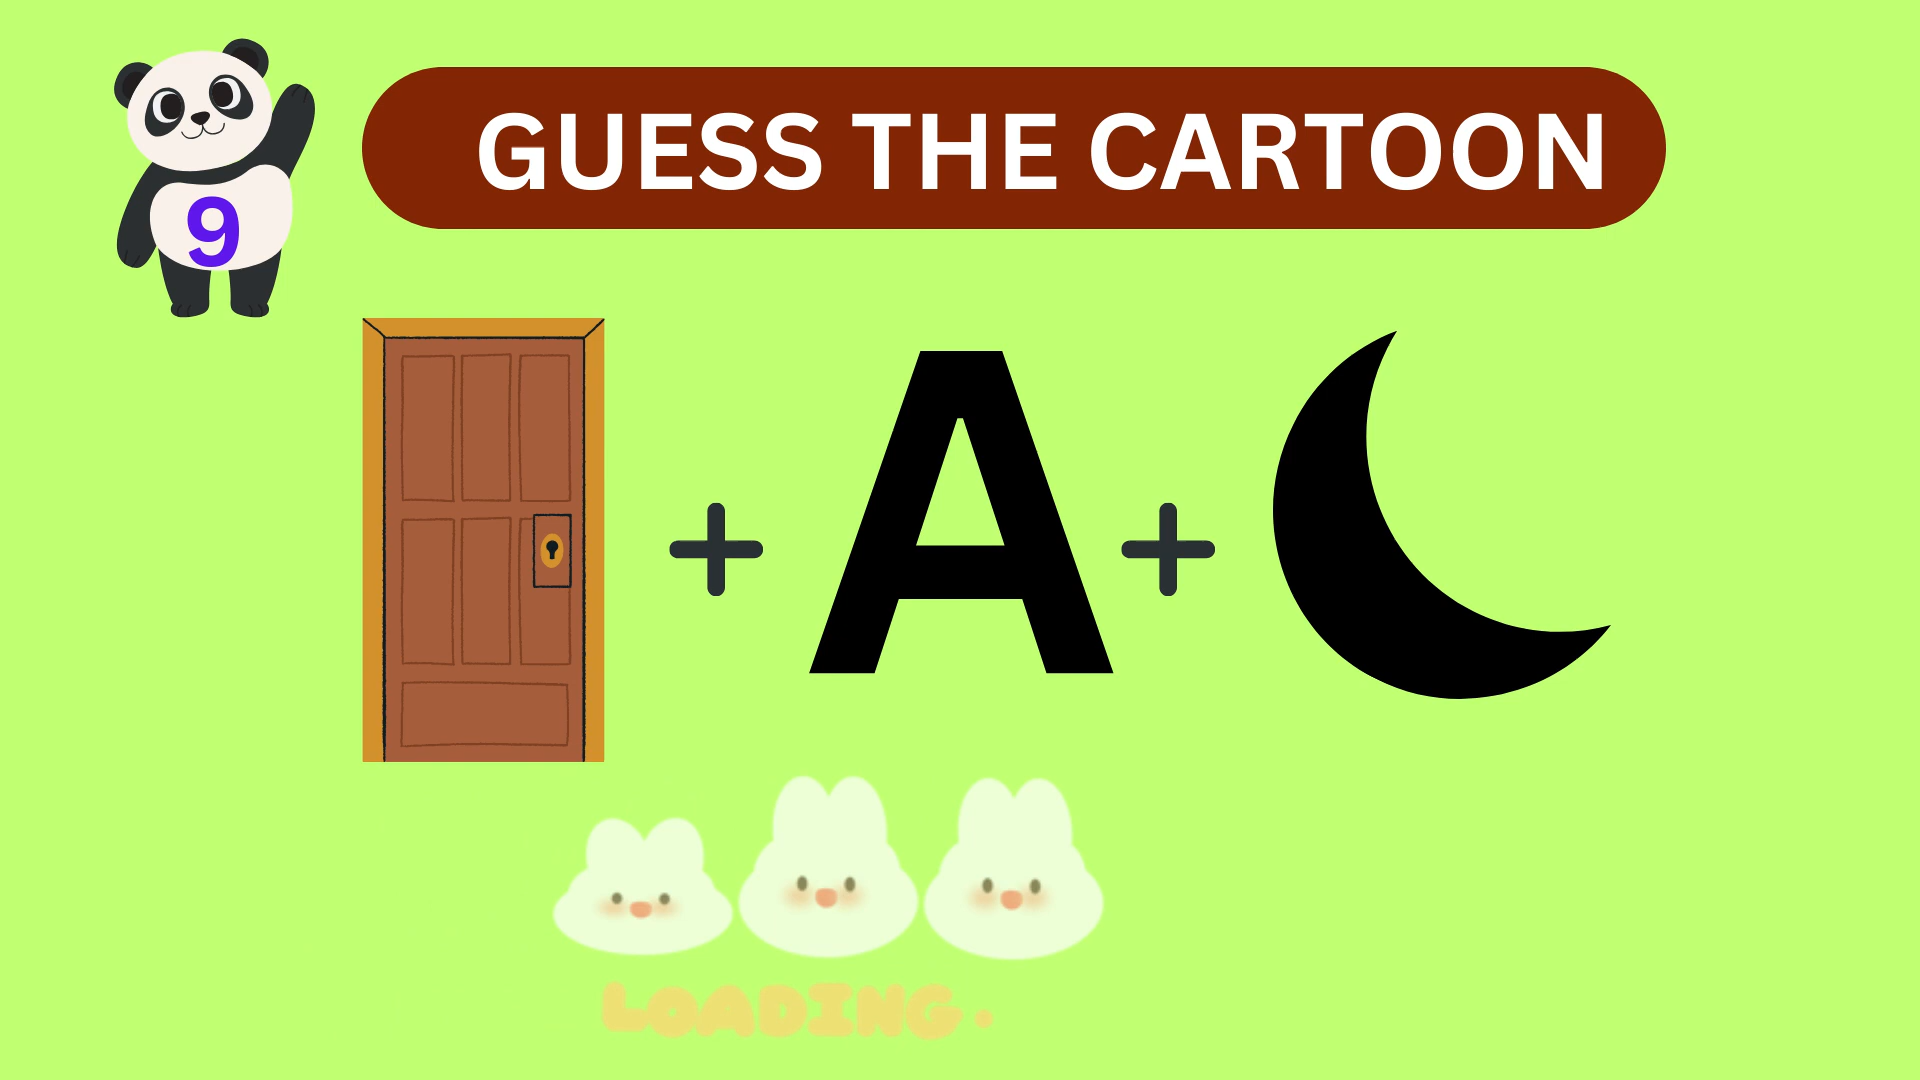 GUESS THE CARTOON
9
+ A +
LOADING.